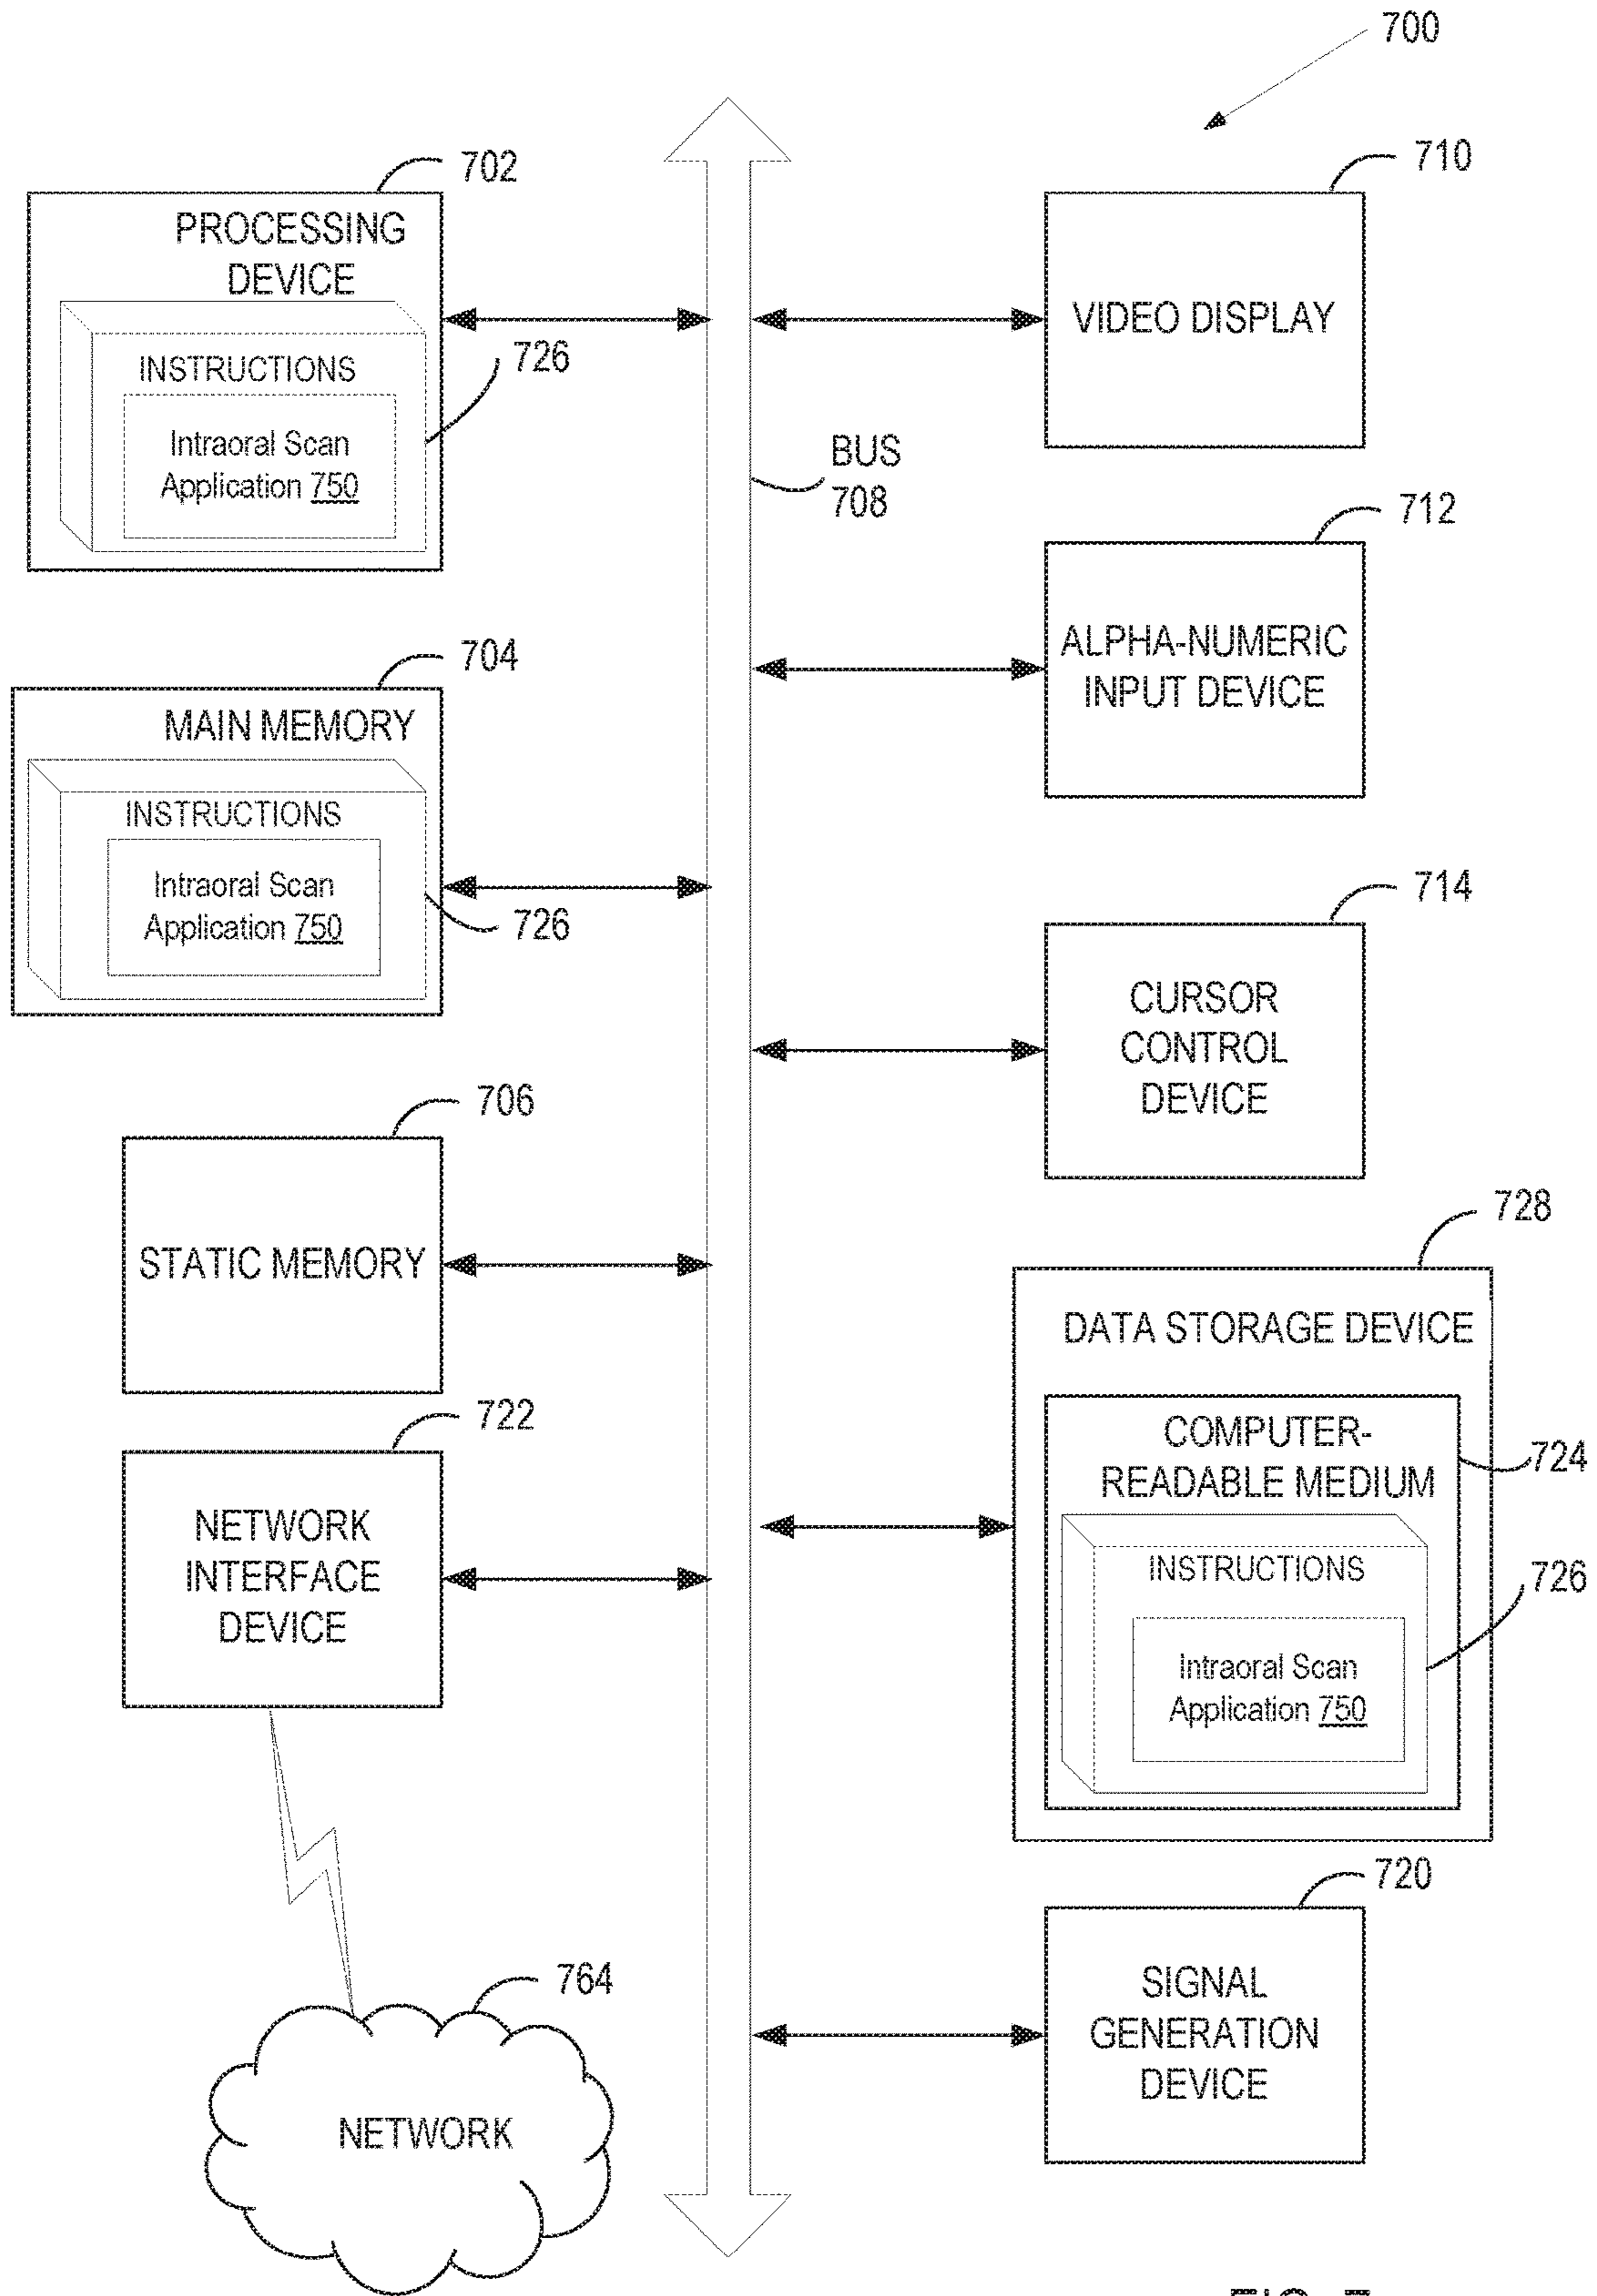 700
702
PROCESSING
DEVICE
INSTRUCTIONS
726
Intraoral Scan
Application 750
704
MAIN MEMORY
INSTRUCTIONS
Intraoral Scan
Application 750
726
706
STATIC MEMORY
722
NETWORK
INTERFACE
DEVICE
764
NETWORK
BUS
708
710
VIDEO DISPLAY
712
ALPHA-NUMERIC
INPUT DEVICE
714
CURSOR
CONTROL
DEVICE
728
DATA STORAGE DEVICE
COMPUTER-
READABLE MEDIUM
724
INSTRUCTIONS
726
Intraoral Scan
Application 750
720
SIGNAL
GENERATION
DEVICE